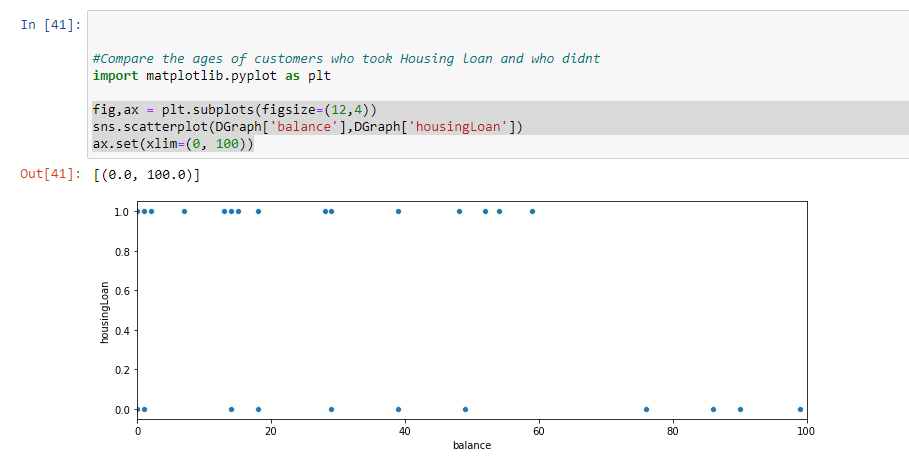 In [41]:
#Compare the ages of customers who took Housing Loan and who didnt
import matplotlib.pyplot as plt
fig,ax = plt.subplots(figsize=(12,4))
sns.scatterplot(DGraph['balance'],DGraph['housingLoan'])
ax.set(xlim=(0, 100))
Out[41]: [(0.0, 100.0)]
1.0
0.8
0.6
0.4
0.2
0.0
housingLoan
0 20 40 60 80 100
balance